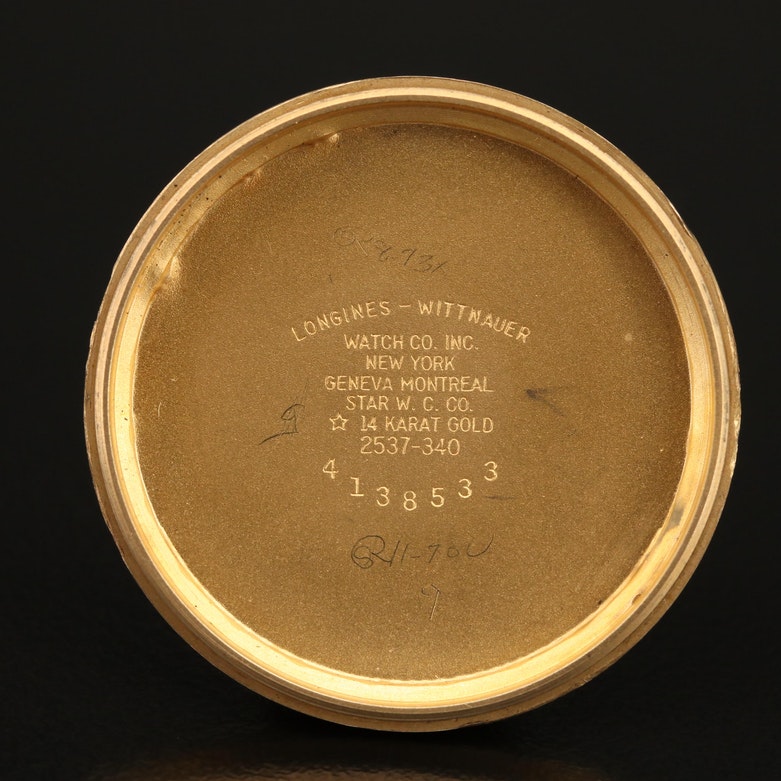 LONGINES - WITTNAUER
WATCH CO. INC.
NEW YORK
GENEVA MONTREAL
STAR W. C. CO.
☆ 14 KARAT GOLD
2537-340
4138533